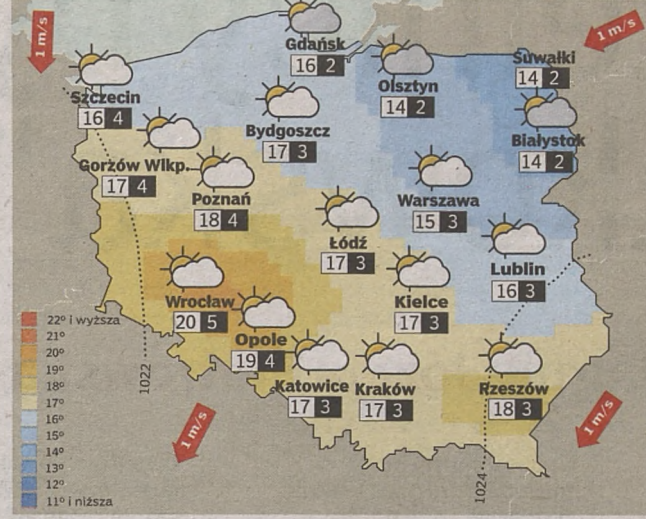 1 m/s
1 m/s
Gdańsk
16 2
Suwałki
14 2
Szczecin
16 4
Olsztyn
14 2
Bydgoszcz
17 3
Białystok
14 2
Gorzów Wlkp.
17 4
Poznań
18 4
Warszawa
15 3
Łódź
17 3
Lublin
16 3
Wrocław
20 5
Kielce
17 3
Opole
19 4
Katowice
17 3
Kraków
17 3
Rzeszów
18 3
22° i wyższa
21°
20°
19°
18°
17°
16°
15°
14°
13°
12°
11° i niższa
1022
1 m/s
1024
1 m/s